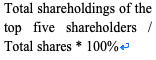 Total shareholdings of the
top five shareholders /
Total shares * 100%↵